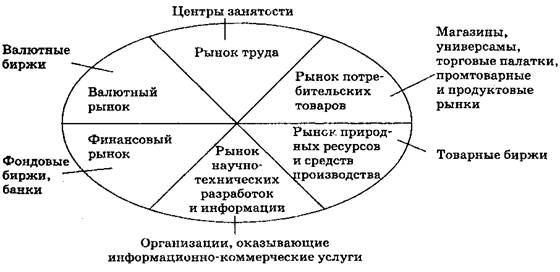 Центры занятости
Валютные
биржи
Рынок труда
Магазины,
универсамы,
торговые палатки,
промтоварные
и продуктовые
рынки
Валютный
рынок
Рынок потре-
бительских
товаров
Финансовый
рынок
Рынок
научно-
технических
разработок
и информации
Рынок природ-
ных ресурсов
и средств
производства
Фондовые
биржи,
банки
Товарные биржи
Организации, оказывающие
информационно-коммерческие услуги